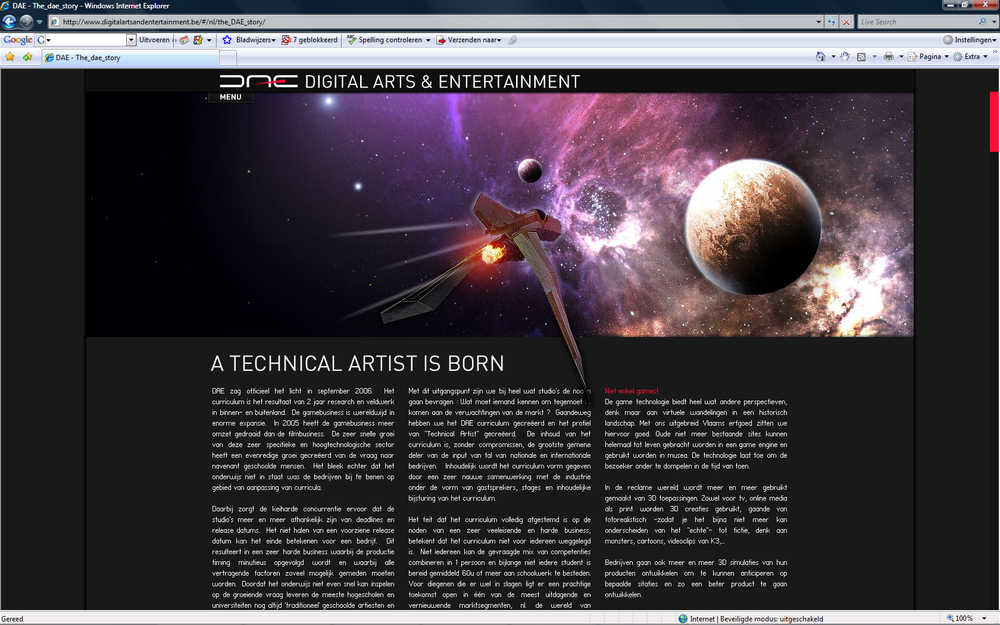 DAE - The_dae_story - Windows Internet Explorer
http://www.digitalartsandentertainment.be/#/nl/the_DAE_story/
Live Search
Google G Uitvoeren Bladwijzers 7 geblokkeerd ABC Spelling controleren Verzenden naar Instellingen
DAE - The_dae_story
Pagina Extra
DAE DIGITAL ARTS & ENTERTAINMENT
MENU
A TECHNICAL ARTIST IS BORN
DAE zag officieel het licht in september 2006. Het
curriculum is het resultaat van 2 jaar research en veldwerk
in binnen- en buitenland. De gamebusiness is wereldwijd in
enorme expansie. In 2005 heeft de gamebusiness meer
omzet gedraaid dan de filmbusiness. De zeer snelle groei
van deze zeer specifieke en hoogtechnologische sector
heeft een evenredige groei gecreëerd van de vraag naar
navenant geschoolde mensen. Het bleek echter dat het
onderwijs niet in staat was de bedrijven bij te benen op
gebied van aanpassing van curricula.
Daarbij zorgt de keiharde concurrentie ervoor dat de
studio's meer en meer afhankelijk zijn van deadlines en
release datums. Het niet halen van een voorziene release
datum kan het einde betekenen voor een bedrijf. Dit
resulteert in een zeer harde business waarbij de productie
timing minutieus opgevolgd wordt en waarbij alle
vertragende factoren zoveel mogelijk gemeden moeten
worden. Doordat het onderwijs niet even snel kan inspelen
op de groeiende vraag leveren de meeste hogescholen en
universiteiten nog altijd 'traditioneel' geschoolde artiesten en
Met dit uitgangspunt zijn we bij heel wat studio's de
gaan bevragen : Wat moet iemand kennen om tegemoet
komen aan de verwachtingen van de markt ? Gaandeweg
hebben we het DAE curriculum gecreëerd en het profiel
van "Technical Artist" gecreëerd. De inhoud van het
curriculum is, zonder compromissen, de grootste gemene
deler van de input van tal van nationale en internationale
bedrijven. Inhoudelijk wordt het curriculum vorm gegeven
door een zeer nauwe samenwerking met de industrie
onder de vorm van gastsprekers, stages en inhoudelijke
bijsturing van het curriculum.
Het feit dat het curriculum volledig afgestemd is op de
noden van een zeer veeleisende en harde business,
betekent dat het curriculum niet voor iedereen weggelegd
is. Niet iedereen kan de gevraagde mix van competenties
combineren in 1 persoon en bijlange niet iedere student is
bereid gemiddeld 60u of meer aan schoolwerk te besteden.
Voor diegenen die er wel in slagen ligt er een prachtige
toekomst open in één van de meest uitdagende en
vernieuwende marktsegmenten, nl. de wereld van
Niet enkel games!
De game technologie biedt heel wat andere perspectieven,
denk maar aan virtuele wandelingen in een historisch
landschap. Met ons uitgebreid Vlaams erfgoed zitten we
hiervoor goed. Oude niet meer bestaande sites kunnen
helemaal tot leven gebracht worden in een game engine en
gebruikt worden in musea. De technologie laat toe om de
bezoeker onder te dompelen in de tijd van toen.
In de reclame wereld wordt meer en meer gebruikt
gemaakt van 3D toepassingen. Zowel voor tv, online media
als print worden 3D creaties gebruikt, gaande van
fotorealistisch -zodat je het bijna niet meer kan
onderscheiden van het "echte"- tot fictie, denk aan
monsters, cartoons, videoclips van K3,...
Bedrijven gaan ook meer en meer 3D simulaties van hun
producten ontwikkelen om te kunnen anticiperen op
bepaalde sitaties en zo een beter product te gaan
ontwikkelen.
Gereed
Internet | Beveiligde modus: uitgeschakeld
100%